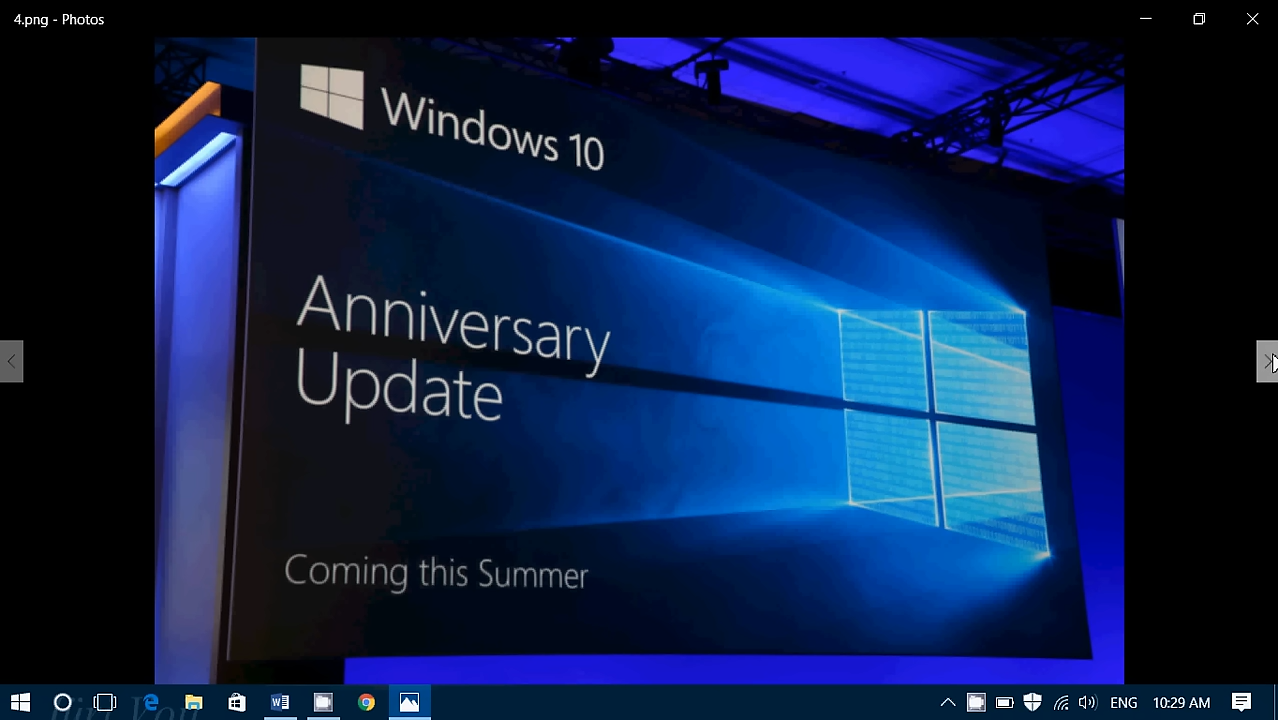 4.png - Photos
Windows 10
Anniversary
Update
Coming this Summer
ENG
10:29 AM